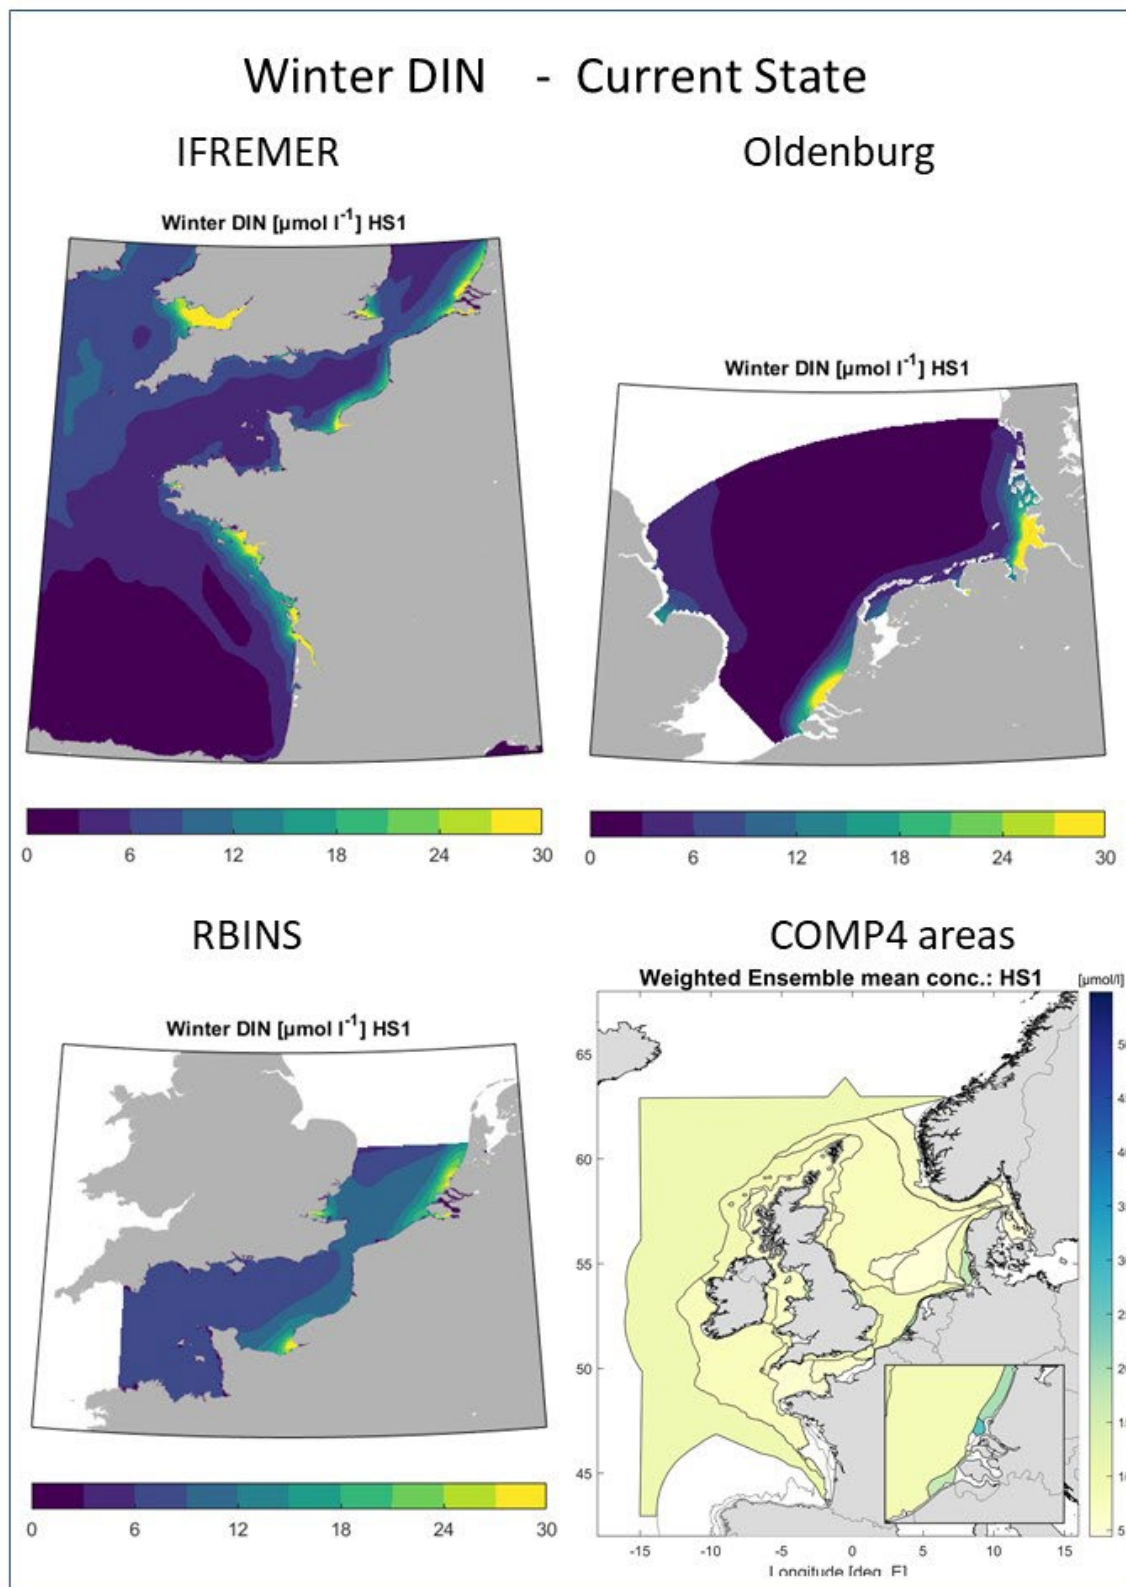 Winter DIN - Current State
IFREMER
Oldenburg
Winter DIN [µmol l⁻¹] HS1
Winter DIN [µmol l⁻¹] HS1
0 6 12 18 24 30
0 6 12 18 24 30
RBINS
COMP4 areas
Weighted Ensemble mean conc.: HS1 [µmol/l]
Winter DIN [µmol l⁻¹] HS1
65
60
55
50
45
-15 -10 -5 0 5 10 15
0 6 12 18 24 30
Longitude [deg. E]